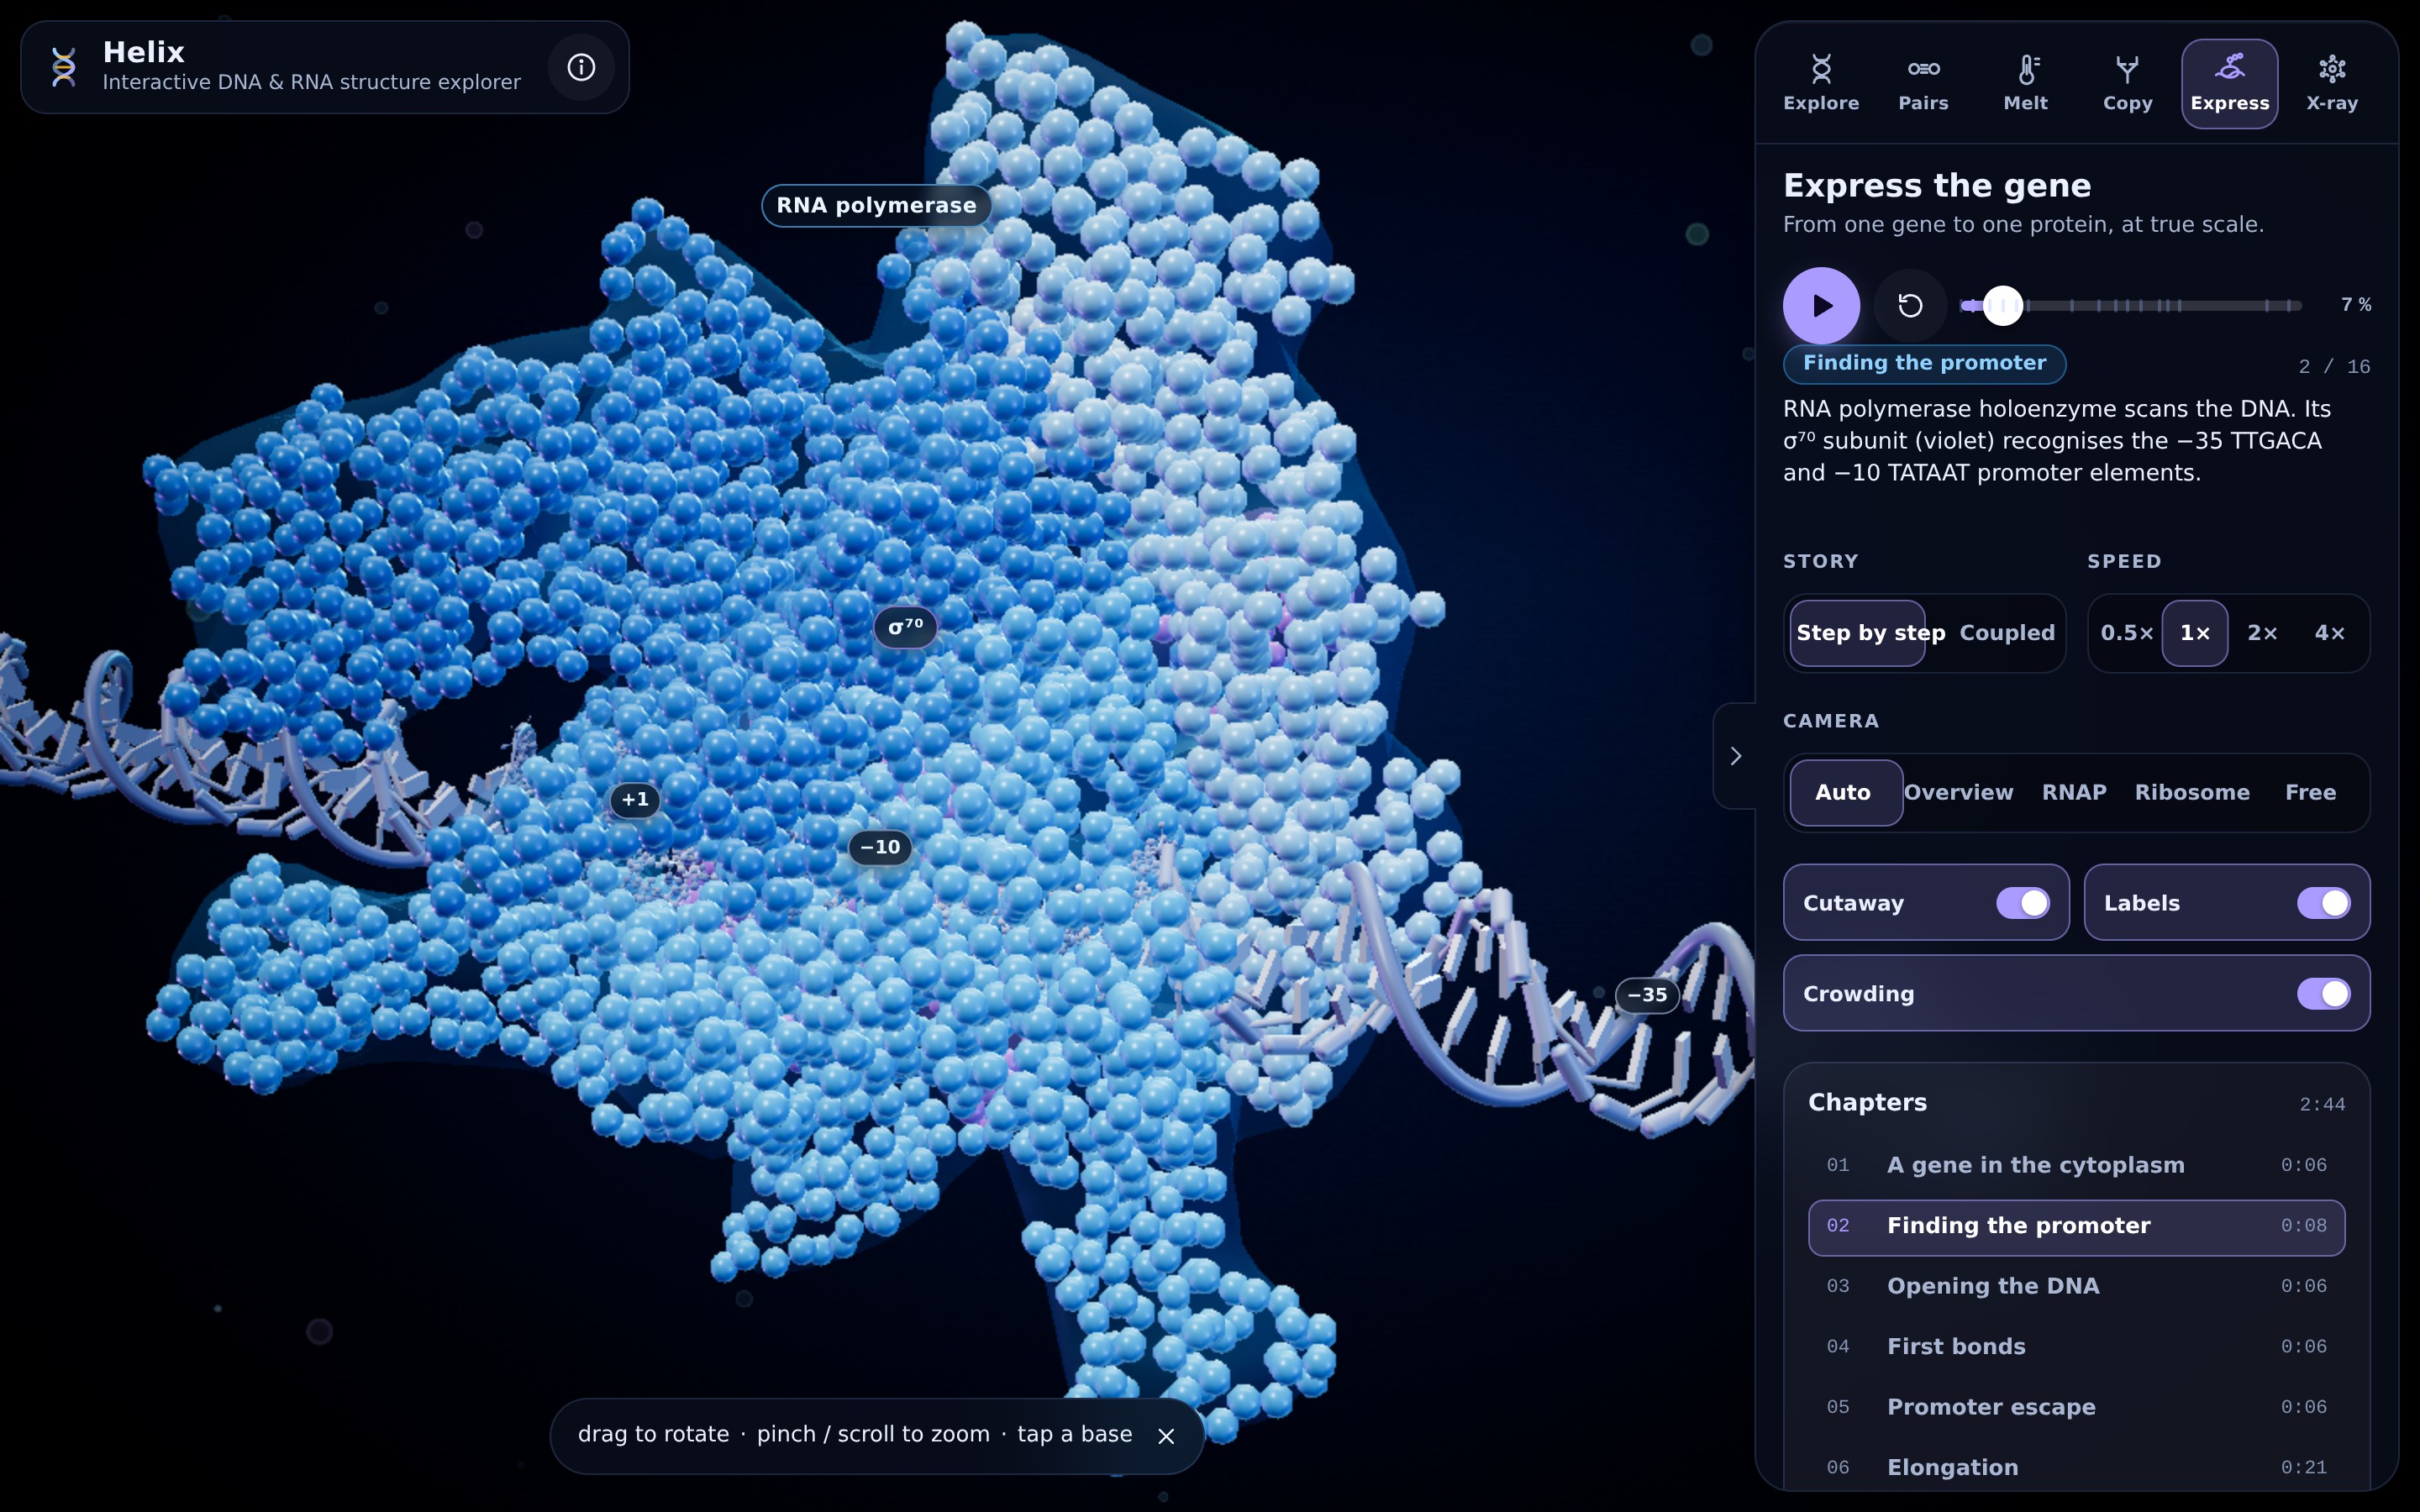 Helix
Interactive DNA & RNA structure explorer
RNA polymerase
σ⁷⁰
+1
−10
−35
drag to rotate · pinch / scroll to zoom · tap a base
Explore
Pairs
Melt
Copy
Express
X-ray
Express the gene
From one gene to one protein, at true scale.
7 %
Finding the promoter
2 / 16
RNA polymerase holoenzyme scans the DNA. Its
σ⁷⁰ subunit (violet) recognises the −35 TTGACA
and −10 TATAAT promoter elements.
STORY
SPEED
Step by step
Coupled
0.5×
1×
2×
4×
CAMERA
Auto
Overview
RNAP
Ribosome
Free
Cutaway
Labels
Crowding
Chapters
2:44
01 A gene in the cytoplasm 0:06
02 Finding the promoter 0:08
03 Opening the DNA 0:06
04 First bonds 0:06
05 Promoter escape 0:06
06 Elongation 0:21